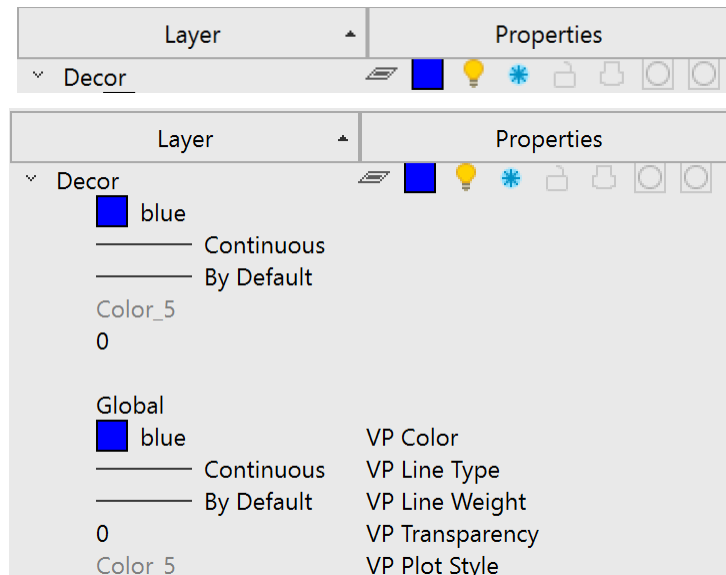 Layer Properties
Decor
Layer Properties
Decor
blue
Continuous
By Default
Color_5
0
Global
blue VP Color
Continuous VP Line Type
By Default VP Line Weight
0 VP Transparency
Color_5 VP Plot Style